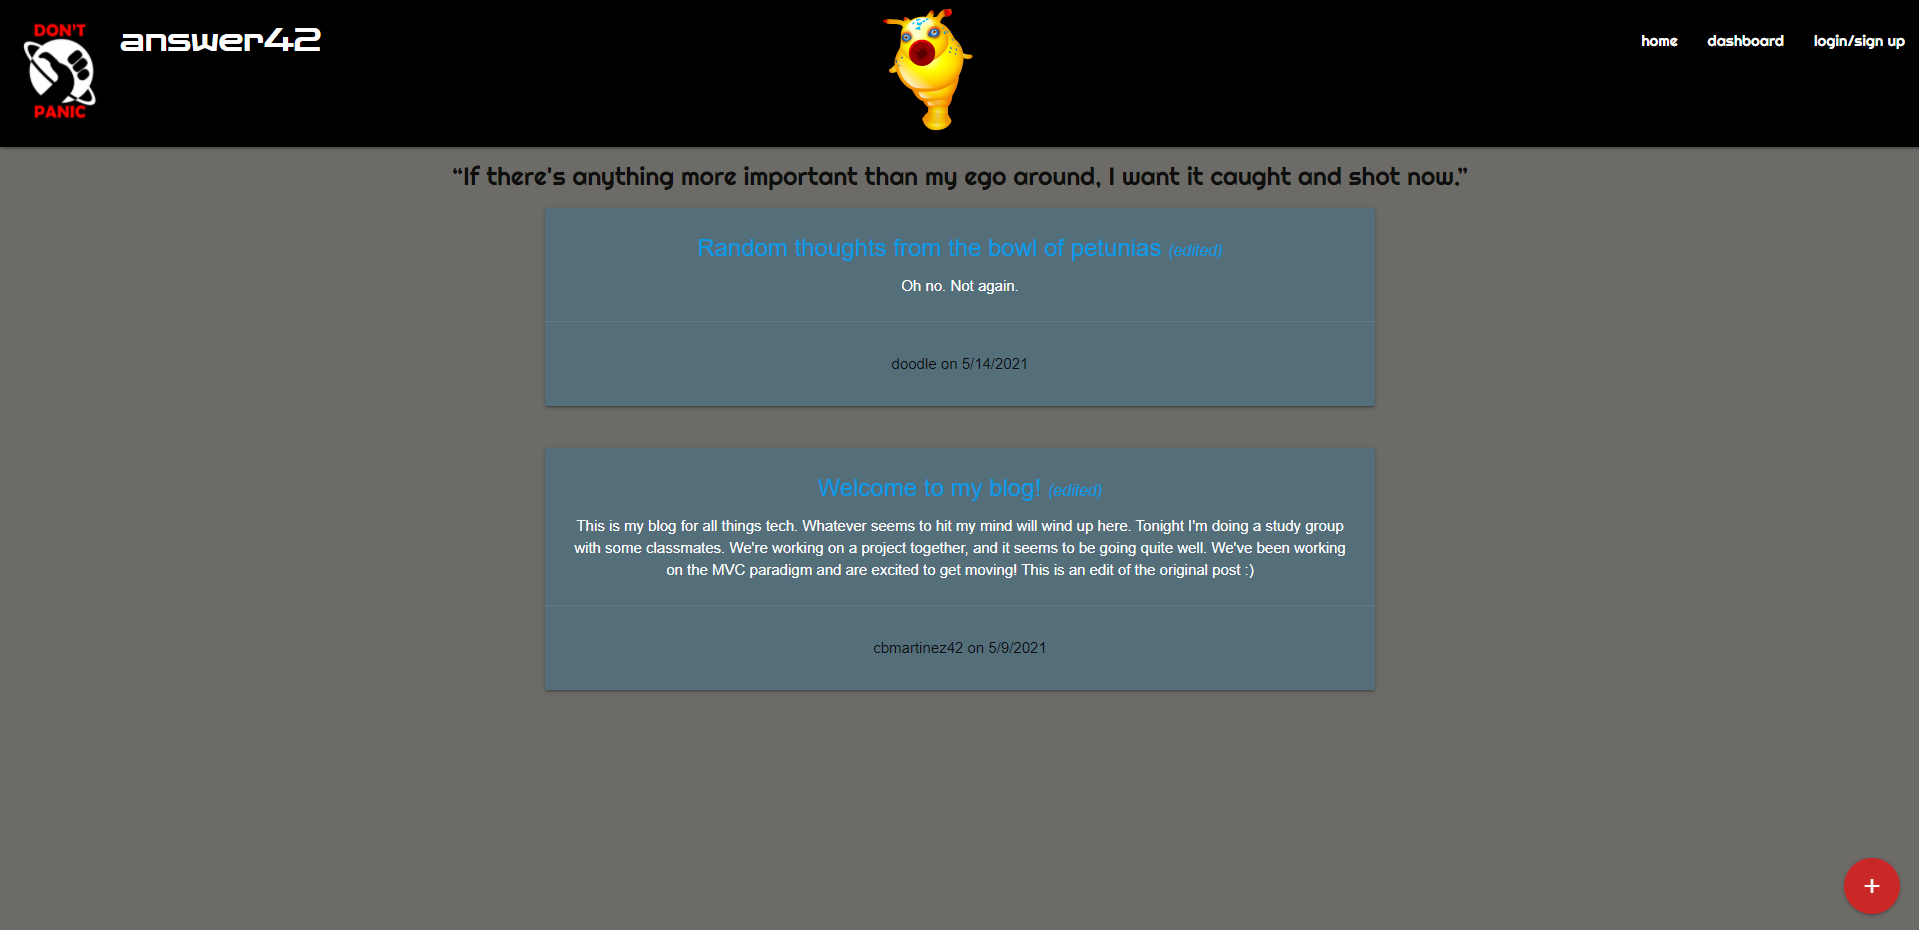 DON'T
PANIC
answer42
home dashboard login/sign up
“If there's anything more important than my ego around, I want it caught and shot now.”
Random thoughts from the bowl of petunias (edited)
Oh no. Not again.
doodle on 5/14/2021
Welcome to my blog! (edited)
This is my blog for all things tech. Whatever seems to hit my mind will wind up here. Tonight I'm doing a study group
with some classmates. We're working on a project together, and it seems to be going quite well. We've been working
on the MVC paradigm and are excited to get moving! This is an edit of the original post :)
cbmartinez42 on 5/9/2021
+